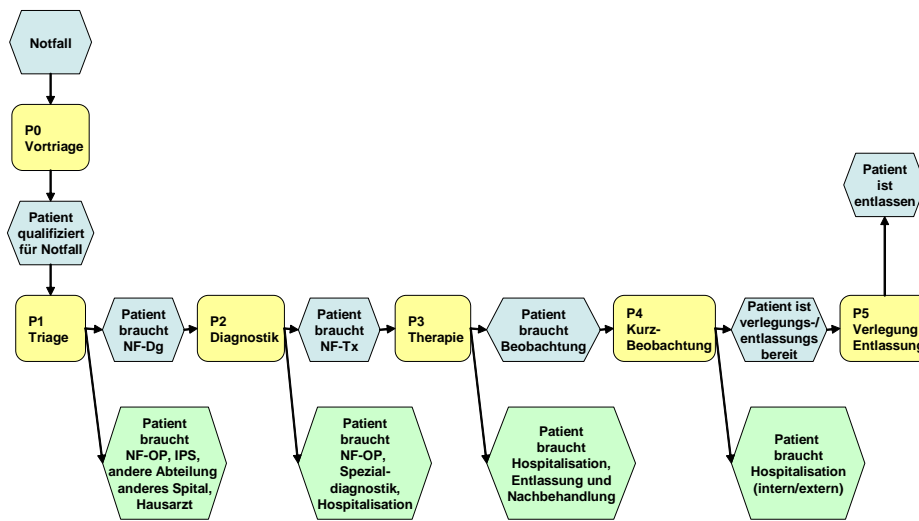 Notfall
P0
Vortriage
Patient
qualifiziert
für Notfall
P1
Triage
Patient
braucht
NF-Dg
P2
Diagnostik
Patient
braucht
NF-Tx
P3
Therapie
Patient
braucht
Beobachtung
P4
Kurz-
Beobachtung
Patient ist
verlegungs-/
entlassungs
bereit
P5
Verlegung
Entlassung
Patient
ist
entlassen
Patient
braucht
NF-OP, IPS,
andere Abteilung
anderes Spital,
Hausarzt
Patient
braucht
NF-OP,
Spezial-
diagnostik,
Hospitalisation
Patient
braucht
Hospitalisation,
Entlassung und
Nachbehandlung
Patient
braucht
Hospitalisation
(intern/extern)